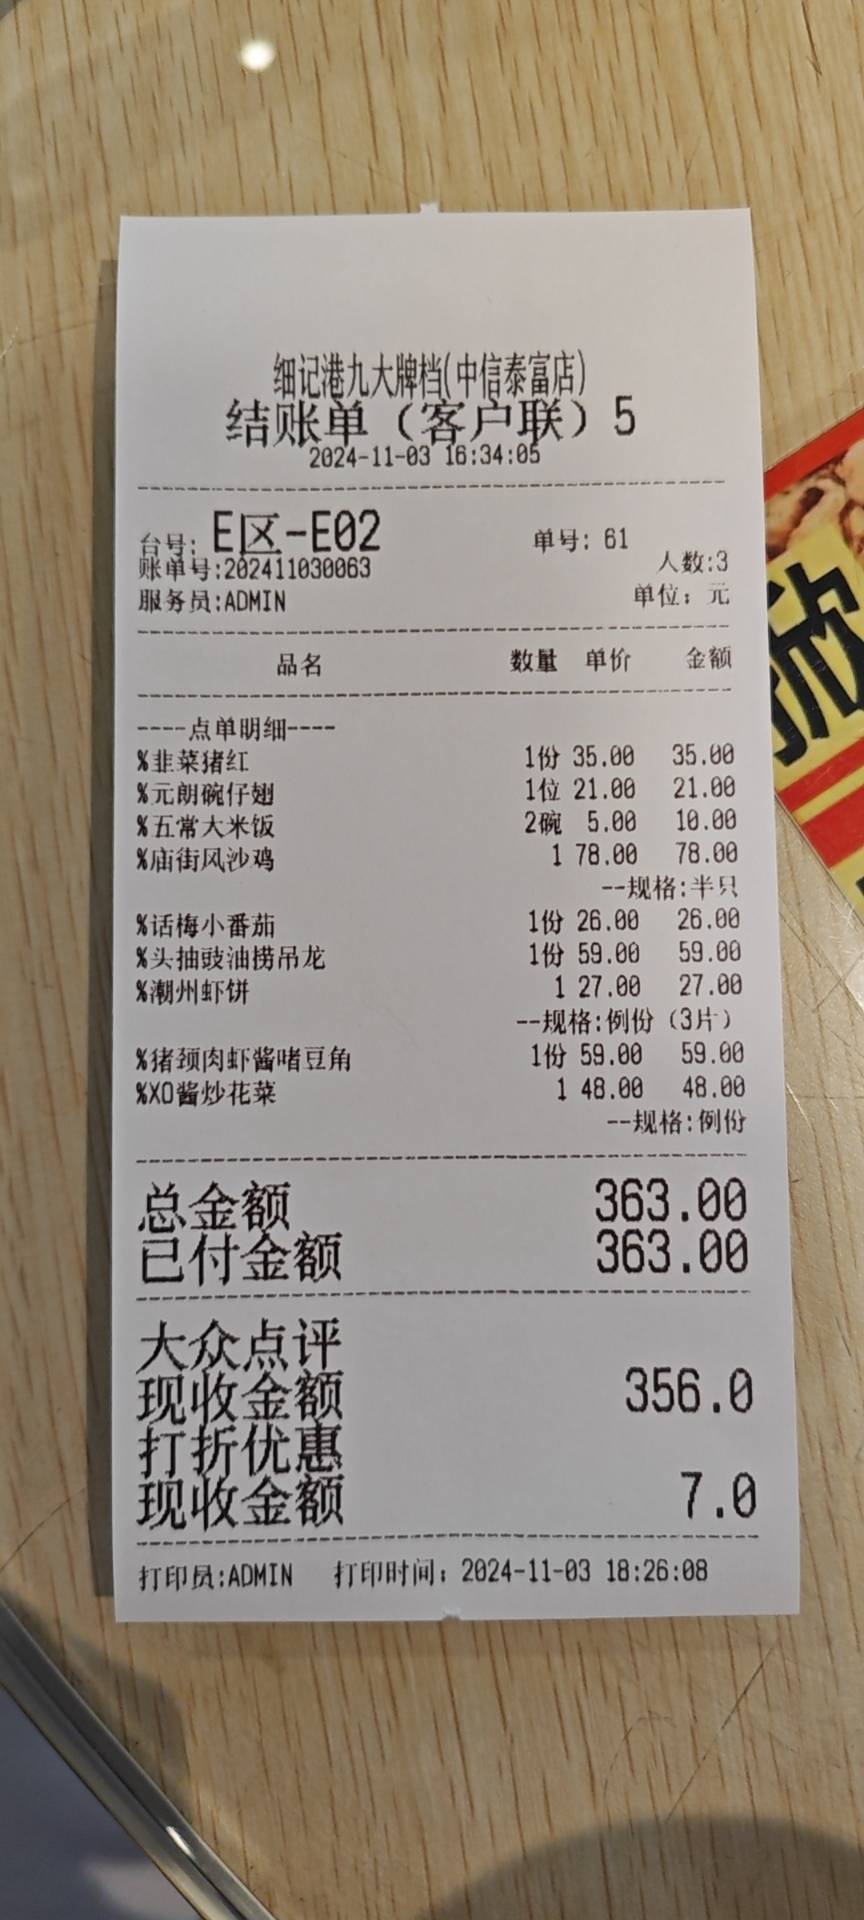 细记港九大牌档(中信泰富店)
结账单（客户联）5
2024-11-03 16:34:05
台号: E区-E02 单号: 61
账单号:202411030063 人数:3
服务员:ADMIN 单位: 元
品名 数量 单价 金额
----点单明细----
%韭菜猪红 1份 35.00 35.00
%元朗碗仔翅 1位 21.00 21.00
%五常大米饭 2碗 5.00 10.00
%庙街风沙鸡 1 78.00 78.00
--规格:半只
%话梅小番茄 1份 26.00 26.00
%头抽豉油捞吊龙 1份 59.00 59.00
%潮州虾饼 1 27.00 27.00
--规格:例份（3片）
%猪颈肉虾酱啫豆角 1份 59.00 59.00
%XO酱炒花菜 1 48.00 48.00
--规格:例份
总金额 363.00
已付金额 363.00
大众点评
现收金额 356.0
打折优惠
现收金额 7.0
打印员:ADMIN 打印时间: 2024-11-03 18:26:08
欣